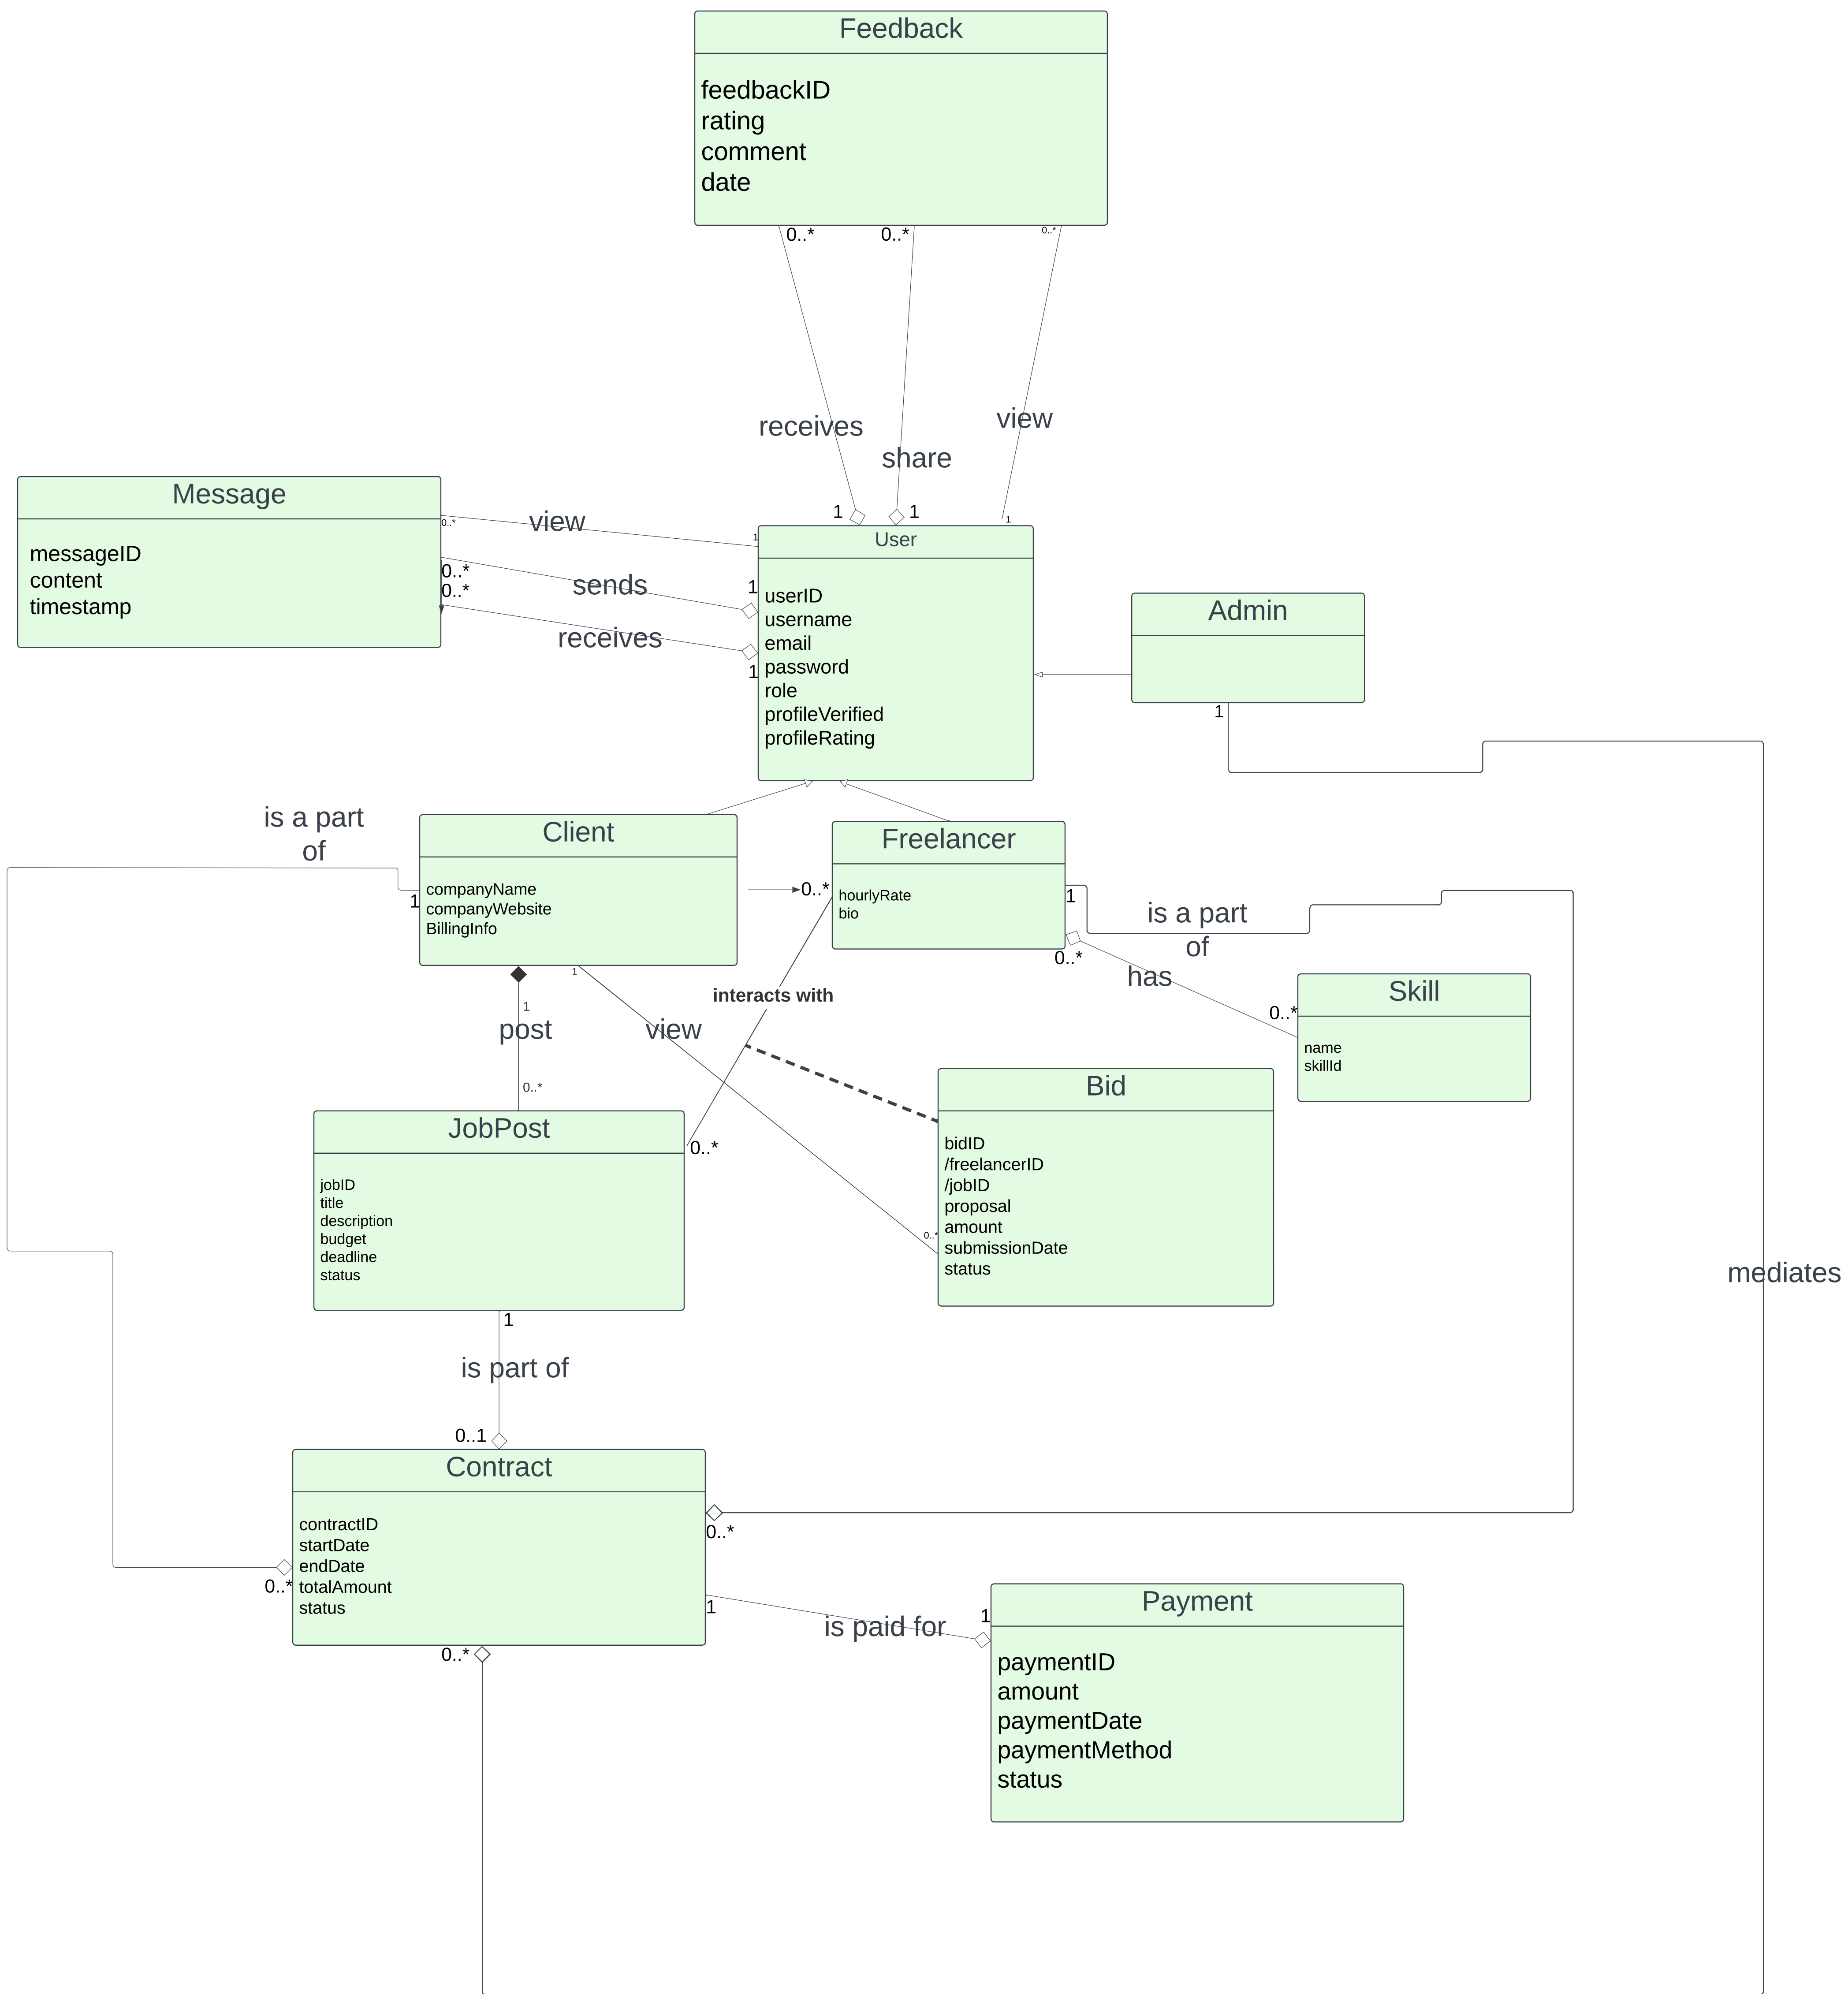 Feedback
feedbackID
rating
comment
date
0..*
0..*
0..*
receives
share
view
1
1
1
Message
messageID
content
timestamp
0..*
view
1
0..*
sends
1
0..*
receives
1
User
userID
username
email
password
role
profileVerified
profileRating
Admin
1
is a part
of
1
Client
companyName
companyWebsite
BillingInfo
0..*
Freelancer
hourlyRate
bio
1
is a part
of
0..*
has
0..*
Skill
name
skillId
1
post
0..*
1
view
interacts with
0..*
0..*
JobPost
jobID
title
description
budget
deadline
status
Bid
bidID
/freelancerID
/jobID
proposal
amount
submissionDate
status
mediates
1
is part of
0..1
Contract
contractID
startDate
endDate
totalAmount
status
0..*
0..*
0..*
1
is paid for
1
Payment
paymentID
amount
paymentDate
paymentMethod
status